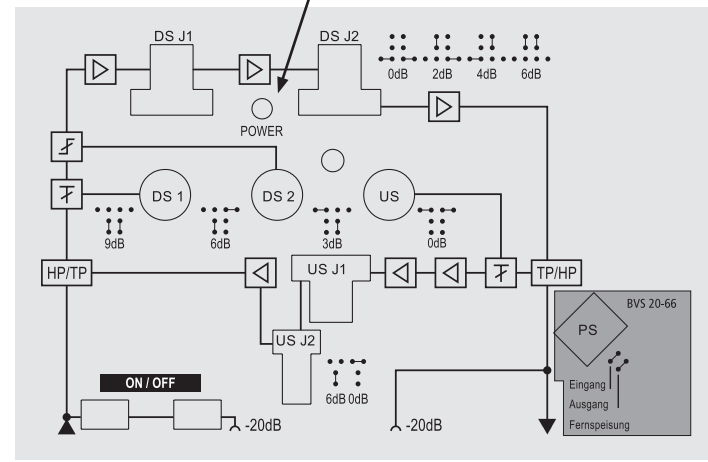 DS J1
DS J2
0dB 2dB 4dB 6dB
POWER
DS 1
DS 2
US
9dB
6dB
3dB
0dB
HP/TP
US J1
TP/HP
BVS 20-66
PS
US J2
6dB 0dB
Eingang
Ausgang
Fernspeisung
ON / OFF
-20dB
-20dB